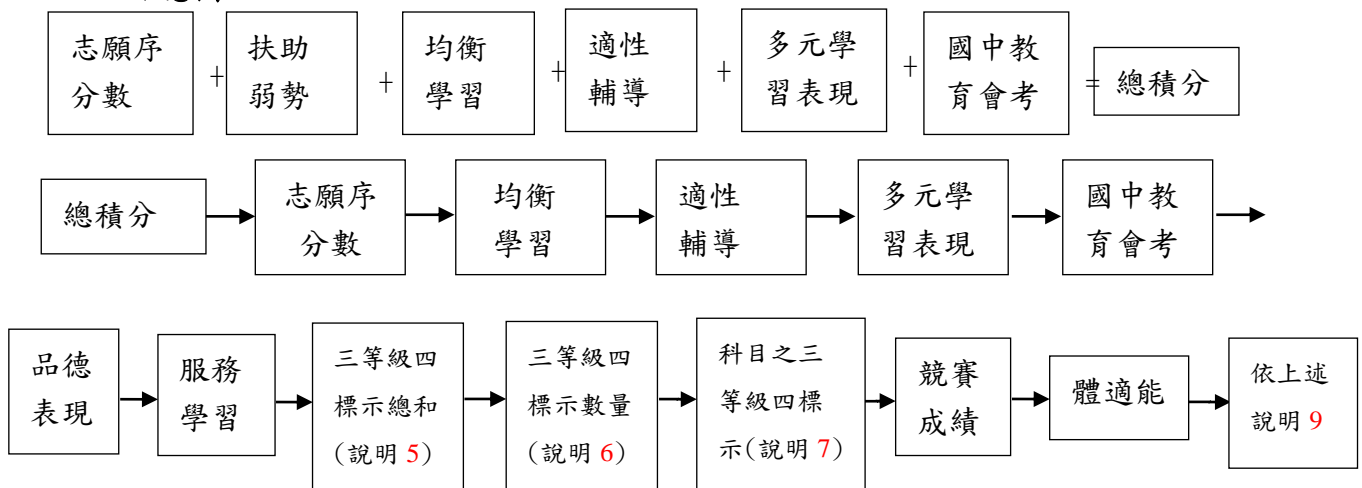 志願序
分數
+
扶助
弱勢
+
均衡
學習
+
適性
輔導
+
多元學
習表現
+
國中教
育會考
=
總積分
總積分
志願序
分數
均衡
學習
適性
輔導
多元學
習表現
國中教
育會考
品德
表現
服務
學習
三等級四
標示總和
(說明 5)
三等級四
標示數量
(說明 6)
科目之三
等級四標
示(說明 7)
競賽
成績
體適能
依上述
說明 9